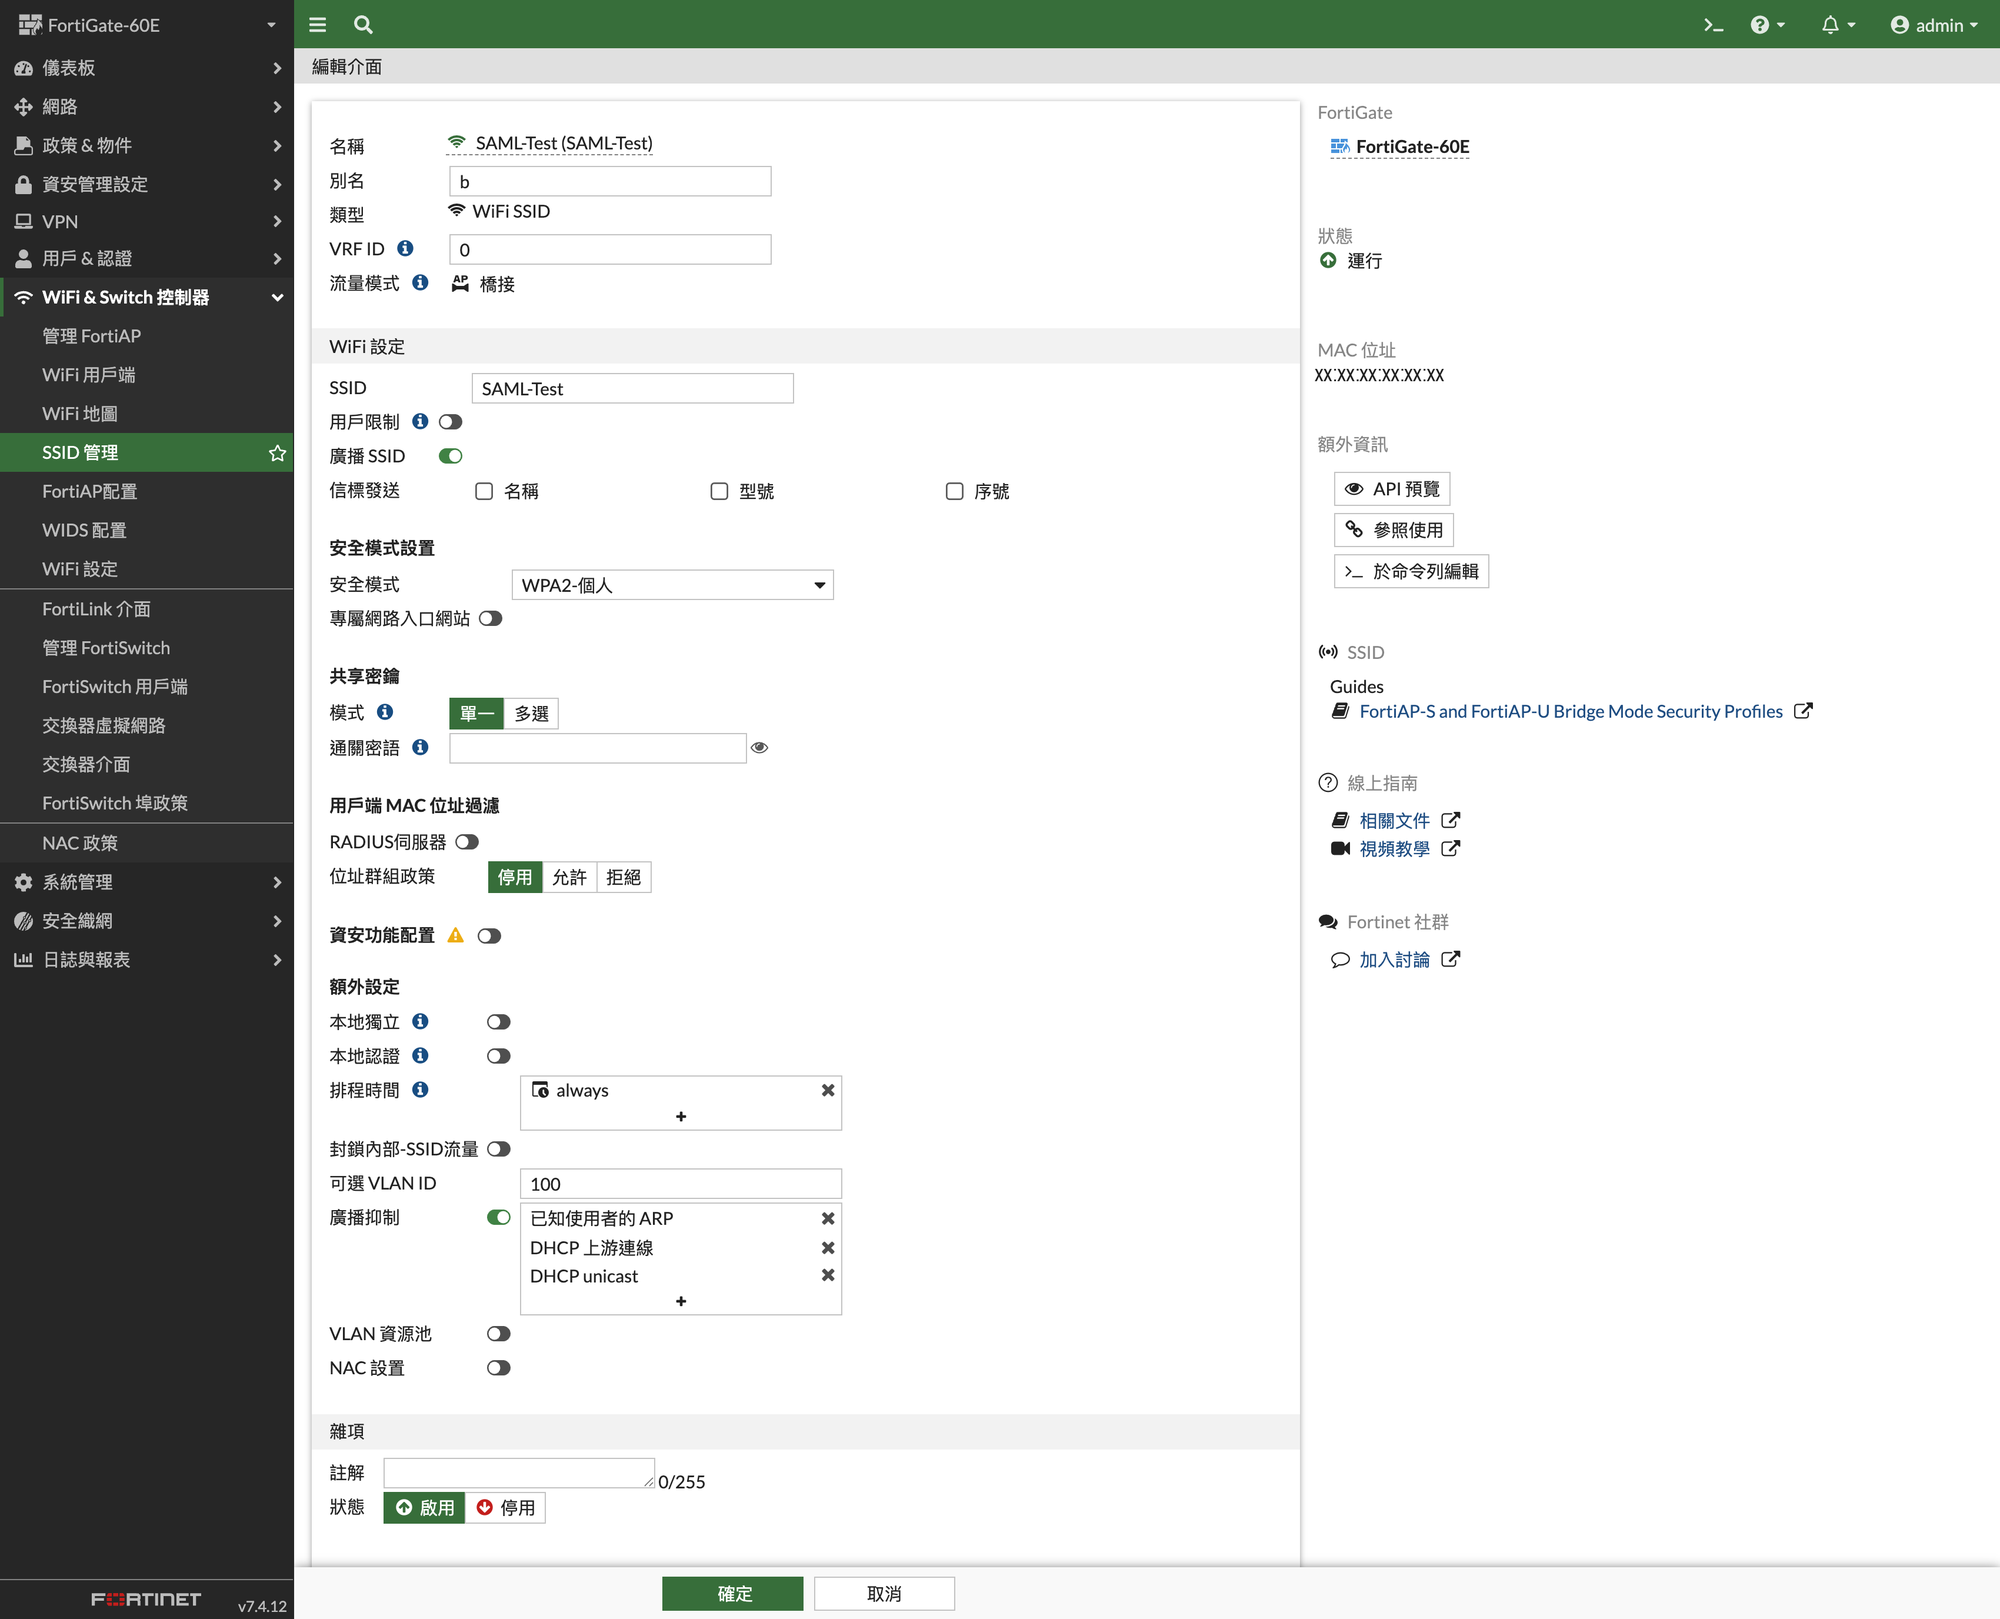 FortiGate-60E
admin
儀表板
網路
政策 & 物件
資安管理設定
VPN
用戶 & 認證
WiFi & Switch 控制器
管理 FortiAP
WiFi 用戶端
WiFi 地圖
SSID 管理
FortiAP配置
WIDS 配置
WiFi 設定
FortiLink 介面
管理 FortiSwitch
FortiSwitch 用戶端
交換器虛擬網路
交換器介面
FortiSwitch 埠政策
NAC 政策
系統管理
安全織網
日誌與報表
FORTINET
v7.4.12
編輯介面
名稱 SAML-Test (SAML-Test)
別名 b
類型 WiFi SSID
VRF ID 0
流量模式 AP 橋接
WiFi 設定
SSID SAML-Test
用戶限制
廣播 SSID
信標發送 名稱 型號 序號
安全模式設置
安全模式 WPA2-個人
專屬網路入口網站
共享密鑰
模式 單一 多選
通關密語
用戶端 MAC 位址過濾
RADIUS伺服器
位址群組政策 停用 允許 拒絕
資安功能配置
額外設定
本地獨立
本地認證
排程時間 always
封鎖內部-SSID流量
可選 VLAN ID 100
廣播抑制 已知使用者的 ARP
DHCP 上游連線
DHCP unicast
VLAN 資源池
NAC 設置
雜項
註解 0/255
狀態 啟用 停用
確定 取消
FortiGate
FortiGate-60E
狀態
運行
MAC 位址
XX:XX:XX:XX:XX:XX
額外資訊
API 預覽
參照使用
於命令列編輯
SSID
Guides
FortiAP-S and FortiAP-U Bridge Mode Security Profiles
線上指南
相關文件
視頻教學
Fortinet 社群
加入討論